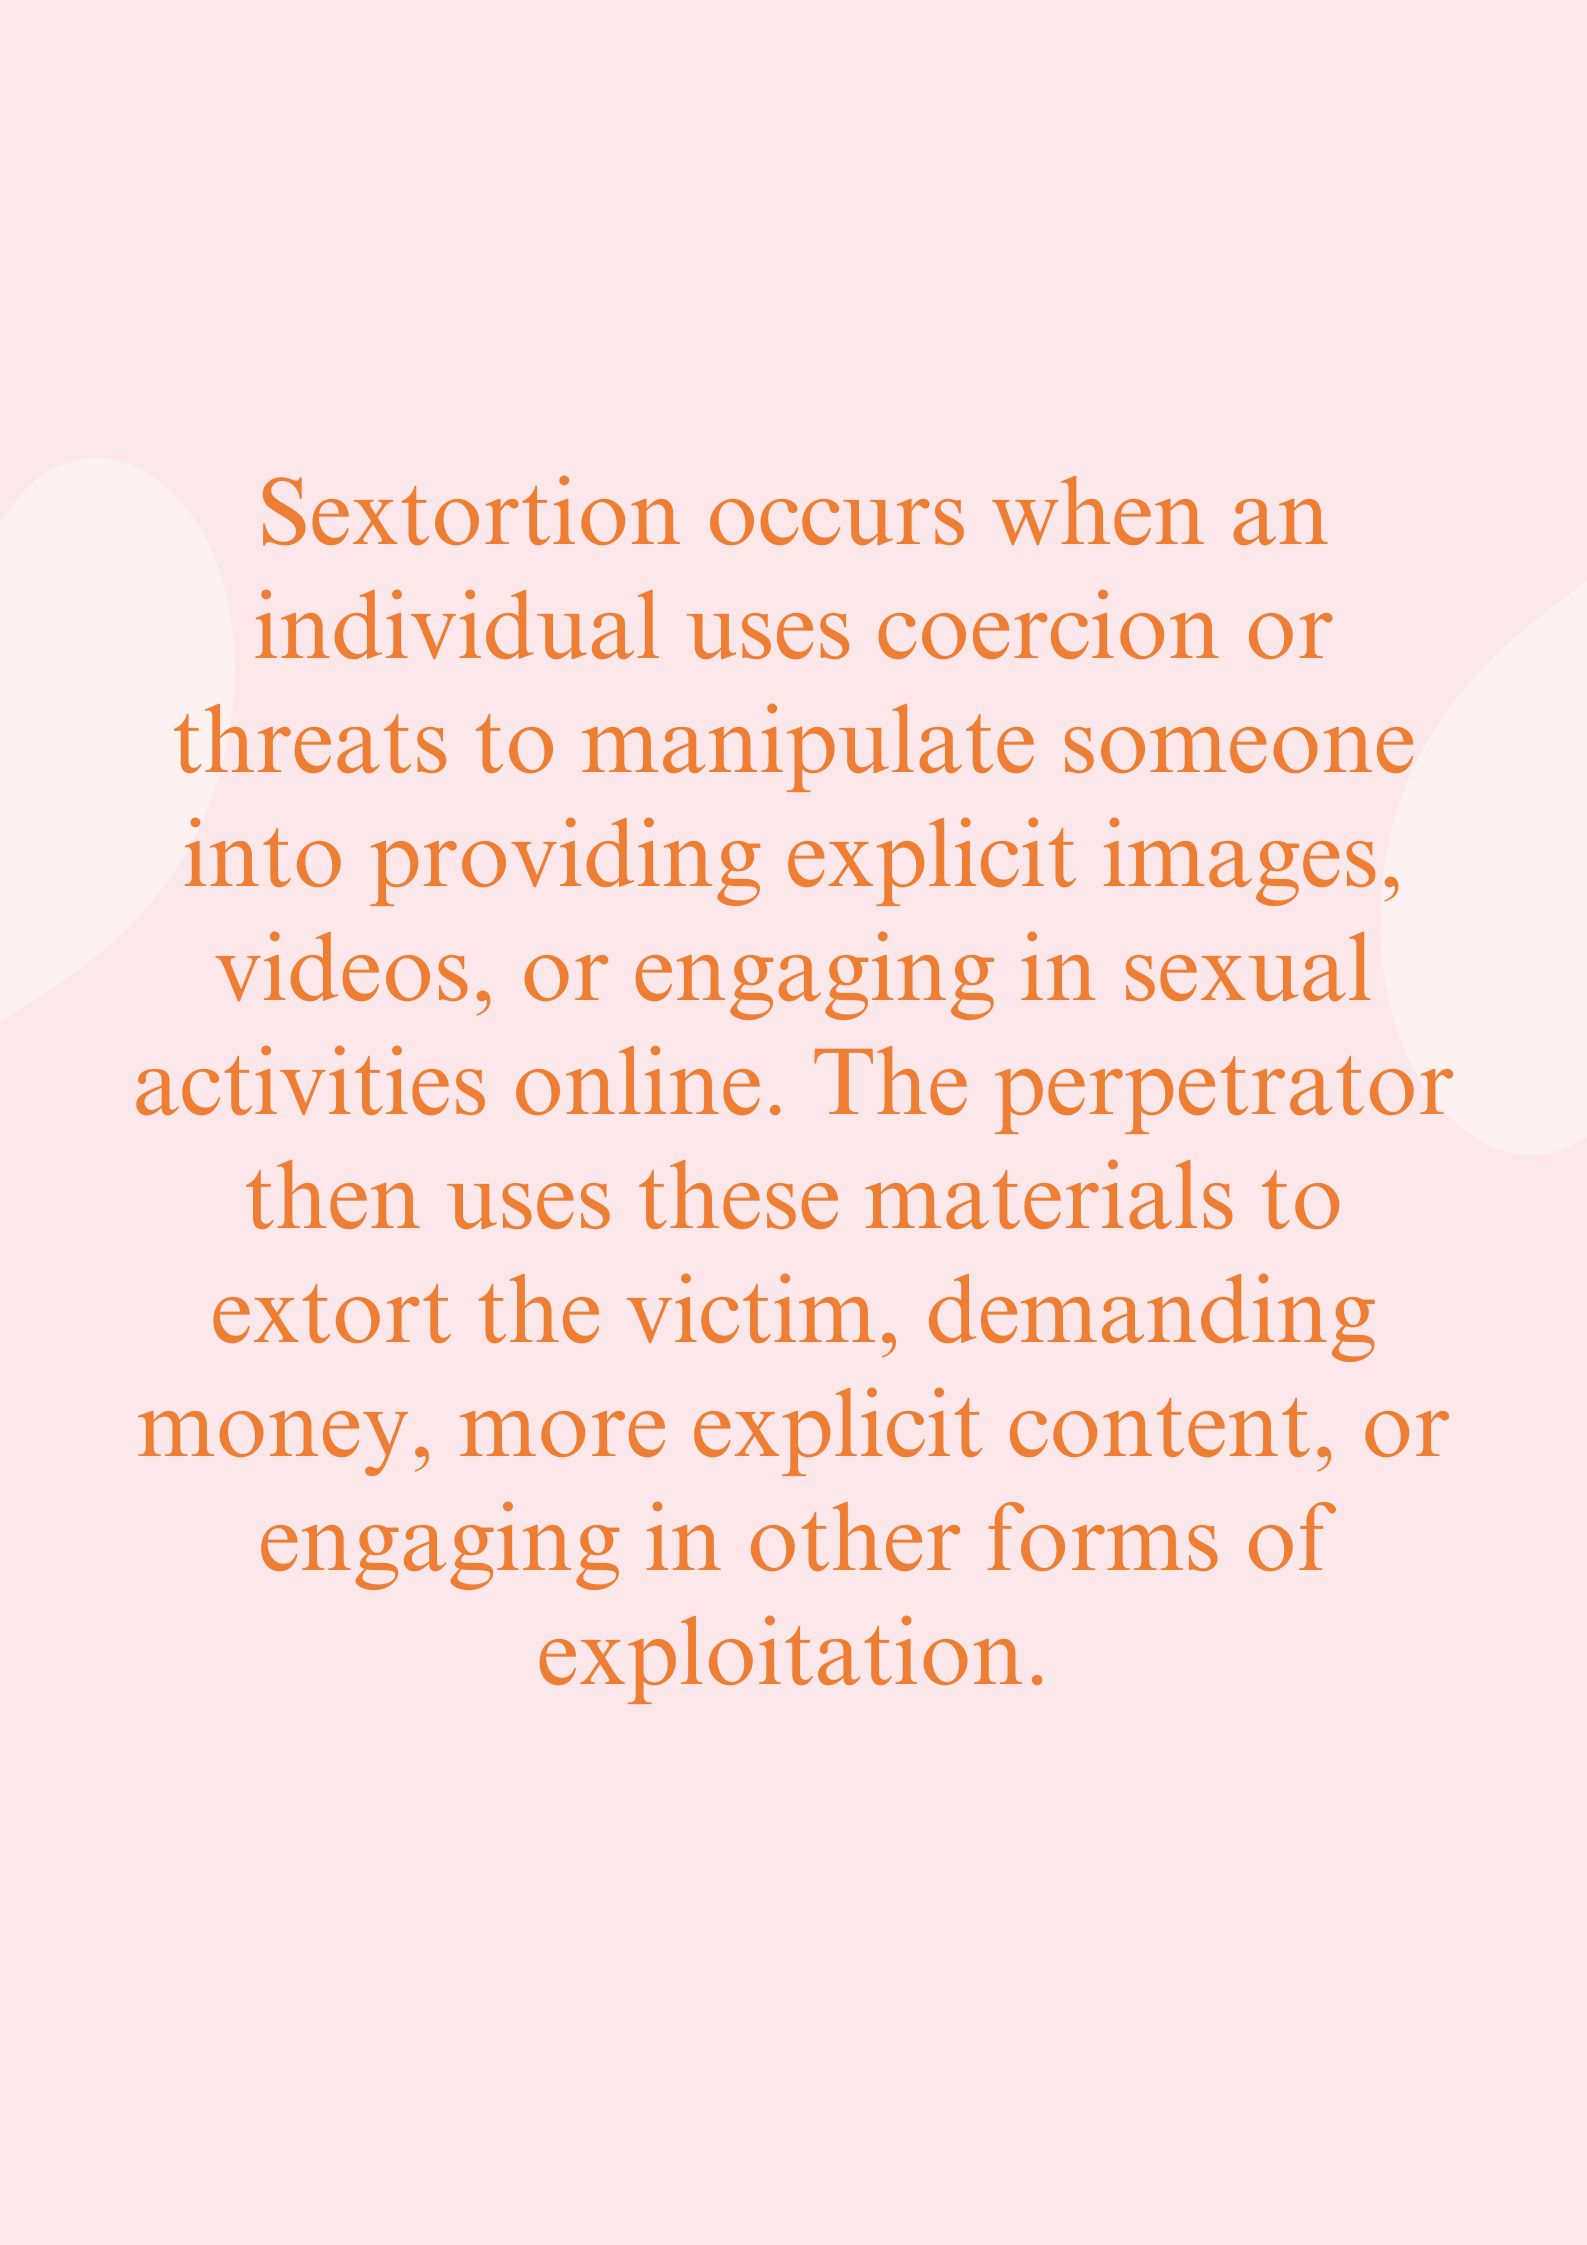 Sextortion occurs when an
individual uses coercion or
threats to manipulate someone
into providing explicit images,
videos, or engaging in sexual
activities online. The perpetrator
then uses these materials to
extort the victim, demanding
money, more explicit content, or
engaging in other forms of
exploitation.